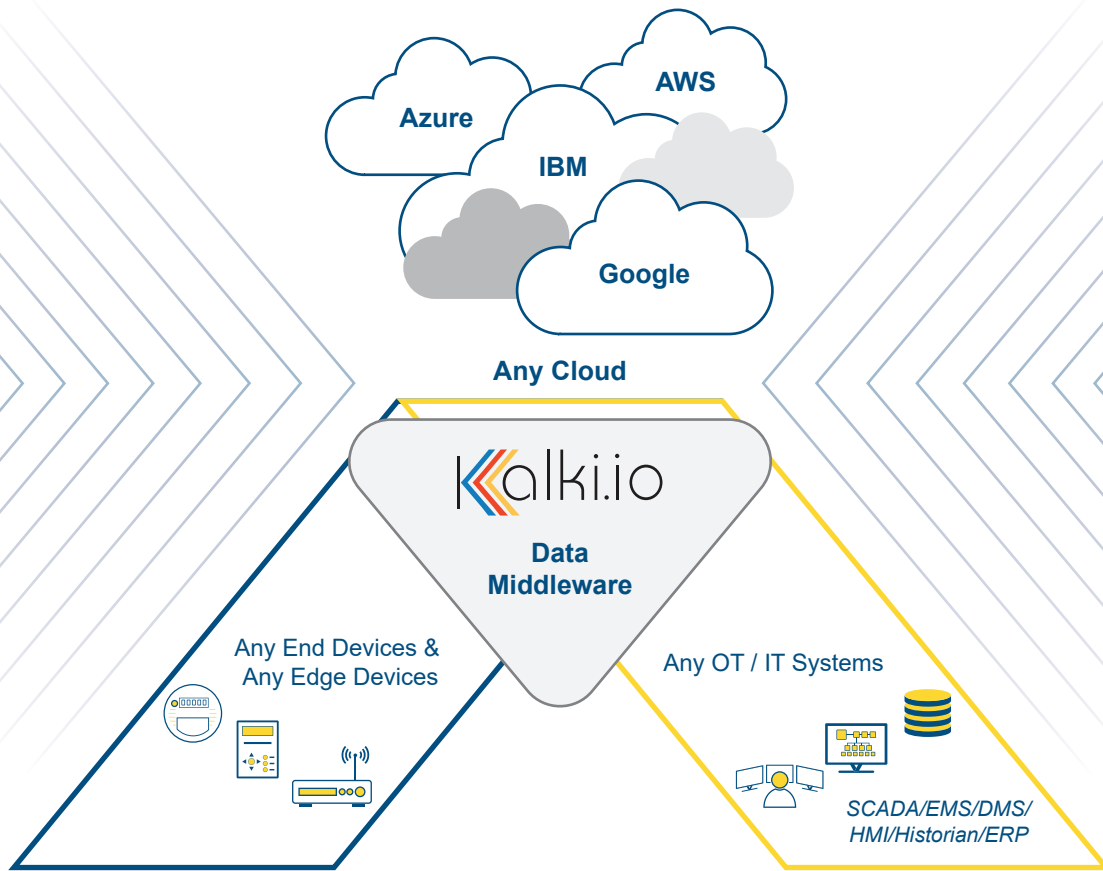 AWS
Azure
IBM
Google
Any Cloud
Kalki.io
Data
Middleware
Any End Devices &
Any Edge Devices
Any OT / IT Systems
SCADA/EMS/DMS/
HMI/Historian/ERP